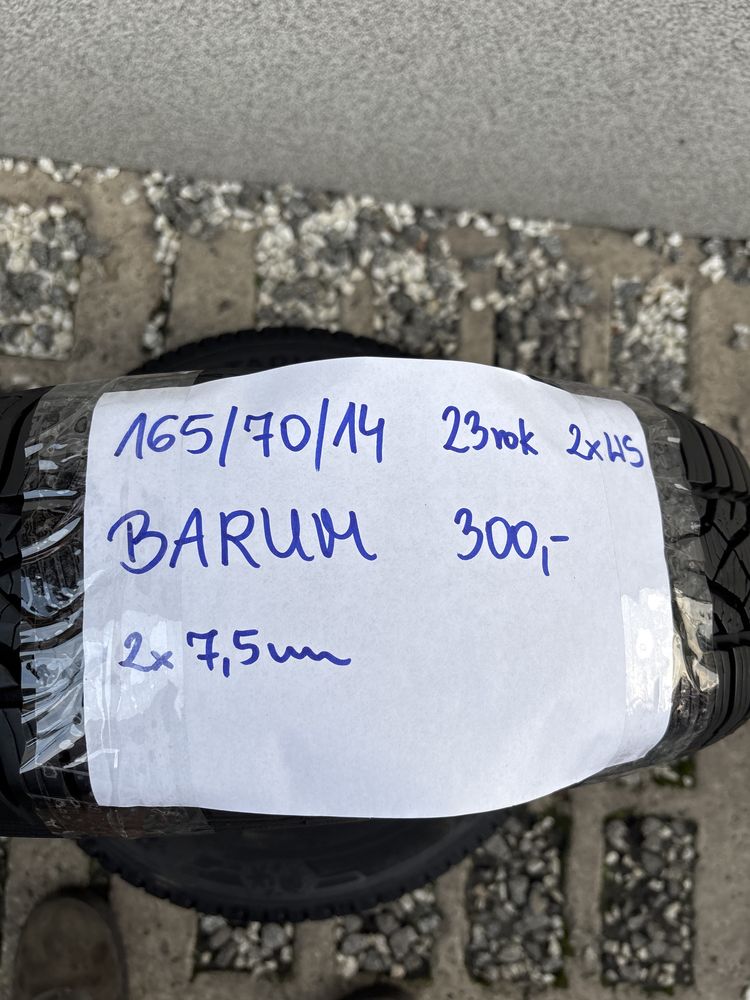 165/70/14 23rok 2xWS
BARUM 300,-
2x 7,5mm